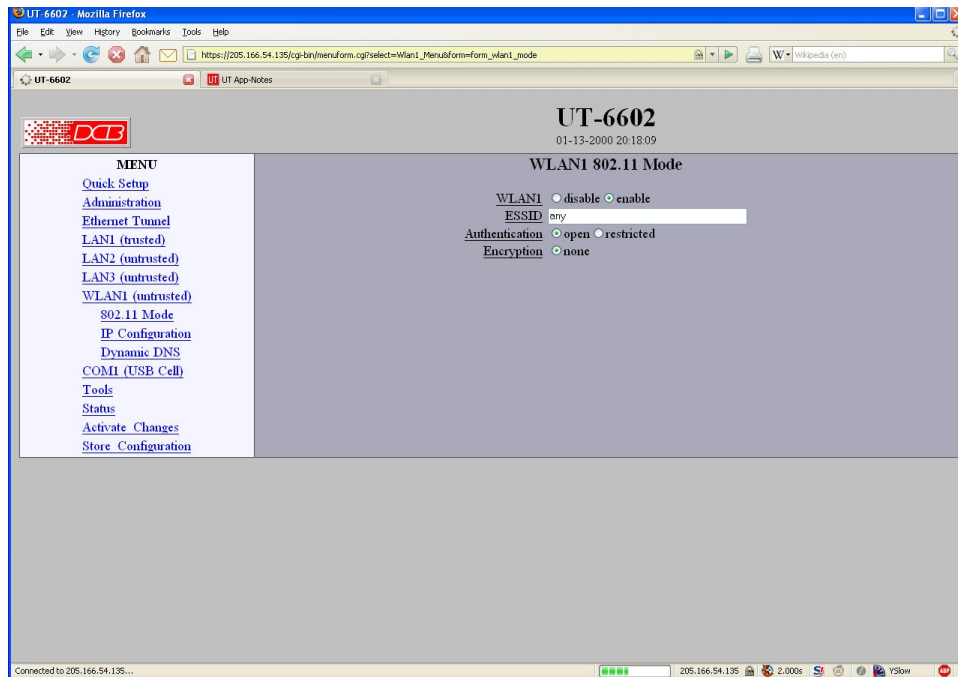 UT-6602 - Mozilla Firefox
File Edit View History Bookmarks Tools Help
https://205.166.54.135/cgi-bin/menuform.cgi?select=Wlan1_Menu&form=form_wlan1_mode
W Wikipedia (en)
UT-6602
UT UT App-Notes
DCB
UT-6602
01-13-2000 20:18:09
MENU
Quick Setup
Administration
Ethernet Tunnel
LAN1 (trusted)
LAN2 (untrusted)
LAN3 (untrusted)
WLAN1 (untrusted)
802.11 Mode
IP Configuration
Dynamic DNS
COM1 (USB Cell)
Tools
Status
Activate Changes
Store Configuration
WLAN1 802.11 Mode
WLAN1 disable enable
ESSID any
Authentication open restricted
Encryption none
Connected to 205.166.54.135...
205.166.54.135 2.000s S YSlow ABP